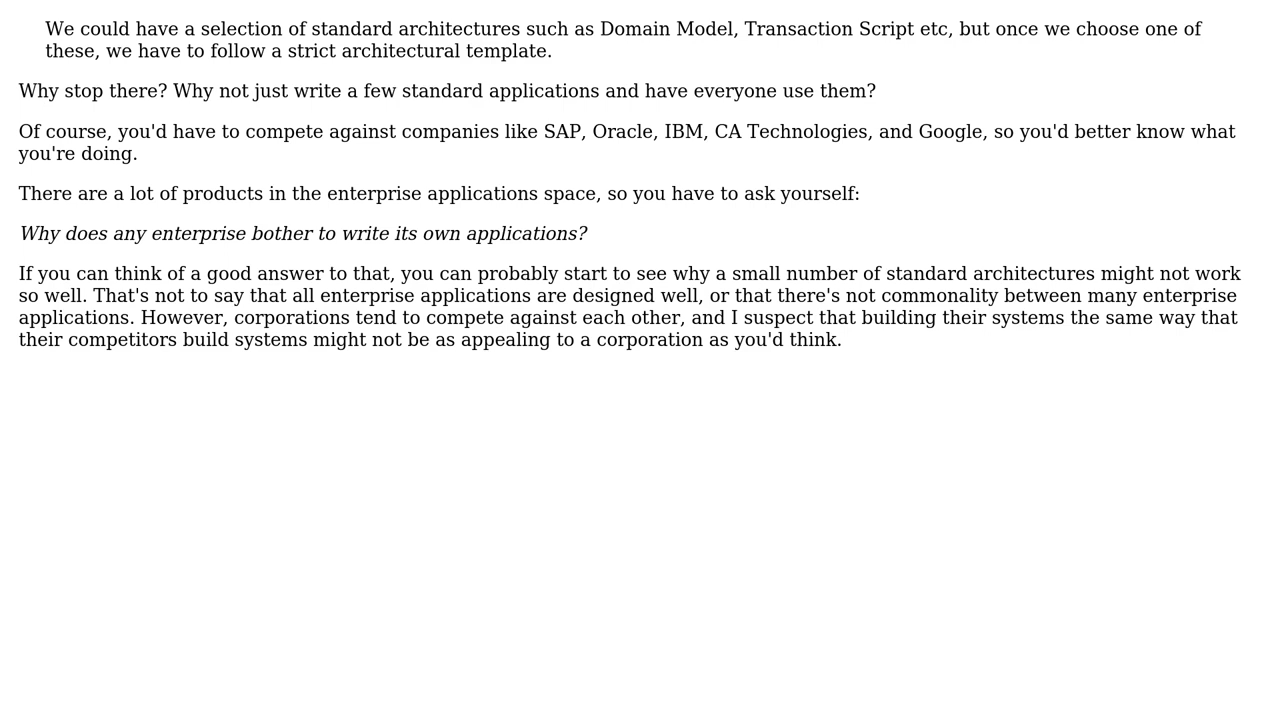 We could have a selection of standard architectures such as Domain Model, Transaction Script etc, but once we choose one of
these, we have to follow a strict architectural template.
Why stop there? Why not just write a few standard applications and have everyone use them?
Of course, you'd have to compete against companies like SAP, Oracle, IBM, CA Technologies, and Google, so you'd better know what
you're doing.
There are a lot of products in the enterprise applications space, so you have to ask yourself:
Why does any enterprise bother to write its own applications?
If you can think of a good answer to that, you can probably start to see why a small number of standard architectures might not work
so well. That's not to say that all enterprise applications are designed well, or that there's not commonality between many enterprise
applications. However, corporations tend to compete against each other, and I suspect that building their systems the same way that
their competitors build systems might not be as appealing to a corporation as you'd think.